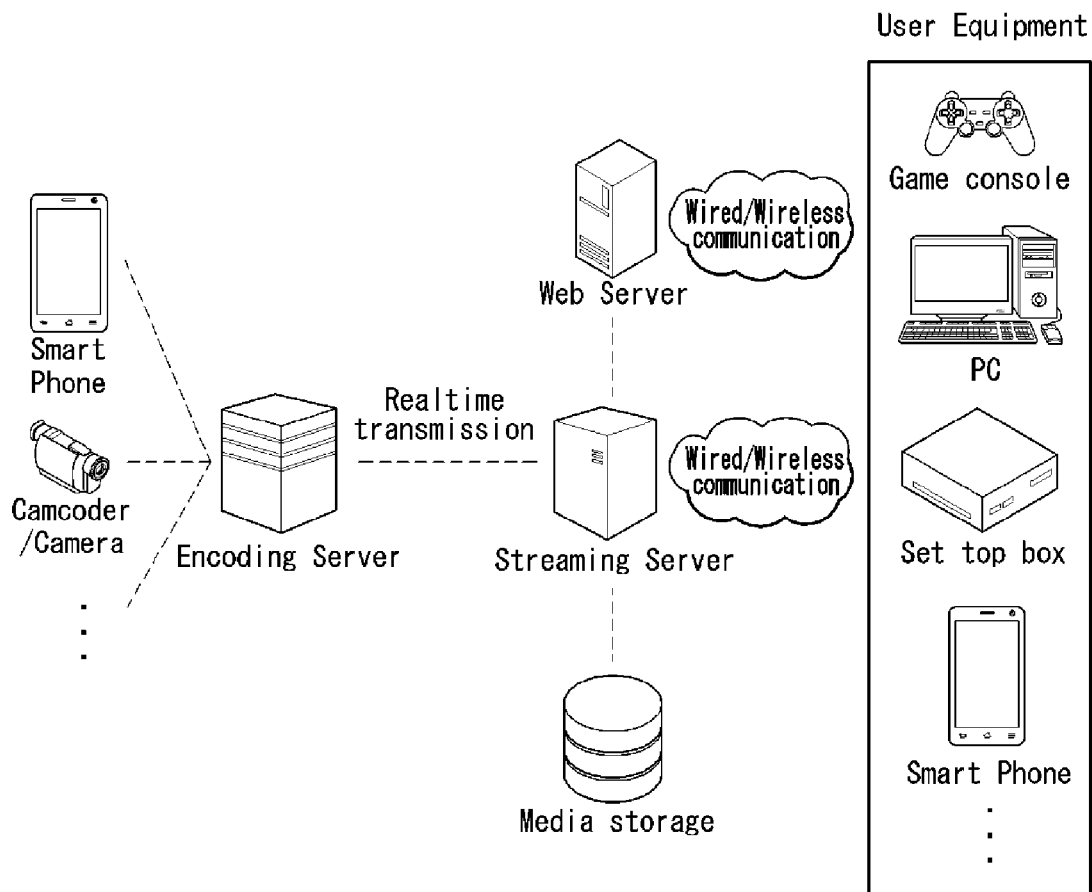 User Equipment
Game console
Wired/Wireless
communication
Web Server
PC
Smart
Phone
Realtime
transmission
Wired/Wireless
communication
Camcoder
/Camera
Encoding Server
Streaming Server
Set top box
Media storage
Smart Phone